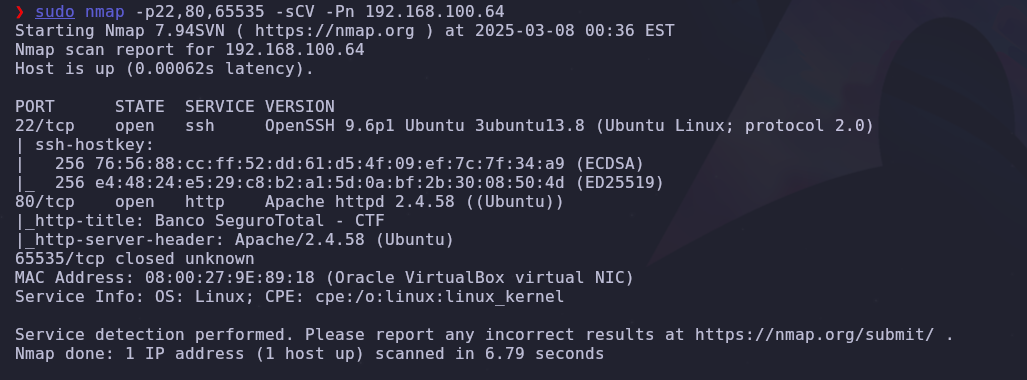 ❯ sudo nmap -p22,80,65535 -sCV -Pn 192.168.100.64
Starting Nmap 7.94SVN ( https://nmap.org ) at 2025-03-08 00:36 EST
Nmap scan report for 192.168.100.64
Host is up (0.00062s latency).

PORT      STATE  SERVICE VERSION
22/tcp    open   ssh     OpenSSH 9.6p1 Ubuntu 3ubuntu13.8 (Ubuntu Linux; protocol 2.0)
| ssh-hostkey:
|   256 76:56:88:cc:ff:52:dd:61:d5:4f:09:ef:7c:7f:34:a9 (ECDSA)
|_  256 e4:48:24:e5:29:c8:b2:a1:5d:0a:bf:2b:30:08:50:4d (ED25519)
80/tcp    open   http    Apache httpd 2.4.58 ((Ubuntu))
|_http-title: Banco SeguroTotal - CTF
|_http-server-header: Apache/2.4.58 (Ubuntu)
65535/tcp closed unknown
MAC Address: 08:00:27:9E:89:18 (Oracle VirtualBox virtual NIC)
Service Info: OS: Linux; CPE: cpe:/o:linux:linux_kernel

Service detection performed. Please report any incorrect results at https://nmap.org/submit/ .
Nmap done: 1 IP address (1 host up) scanned in 6.79 seconds